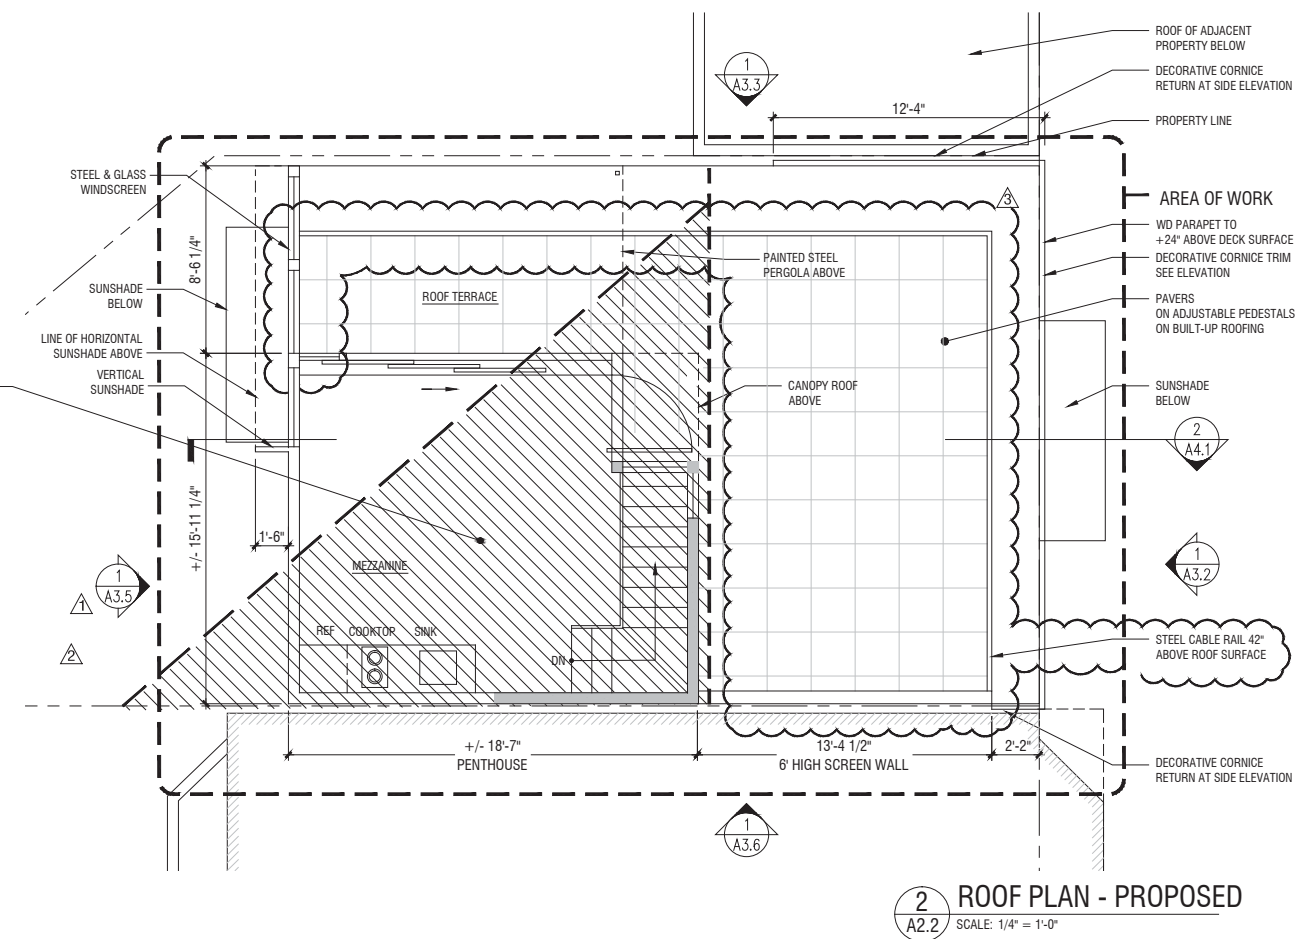 ROOF OF ADJACENT
PROPERTY BELOW
DECORATIVE CORNICE
RETURN AT SIDE ELEVATION
1
A3.3
12'-4"
PROPERTY LINE
STEEL & GLASS
WINDSCREEN
3
AREA OF WORK
WD PARAPET TO
+24" ABOVE DECK SURFACE
DECORATIVE CORNICE TRIM
SEE ELEVATION
8'-6 1/4"
PAINTED STEEL
PERGOLA ABOVE
SUNSHADE
BELOW
ROOF TERRACE
PAVERS
ON ADJUSTABLE PEDESTALS
ON BUILT-UP ROOFING
LINE OF HORIZONTAL
SUNSHADE ABOVE
VERTICAL
SUNSHADE
CANOPY ROOF
ABOVE
SUNSHADE
BELOW
2
A4.1
+/- 15'-11 1/4"
1'-6"
MEZZANINE
1
A3.5
1
A3.2
1
2
REF
COOKTOP
SINK
DN
STEEL CABLE RAIL 42"
ABOVE ROOF SURFACE
+/- 18'-7"
PENTHOUSE
13'-4 1/2"
6' HIGH SCREEN WALL
2'-2"
DECORATIVE CORNICE
RETURN AT SIDE ELEVATION
1
A3.6
2
A2.2
ROOF PLAN - PROPOSED
SCALE: 1/4" = 1'-0"